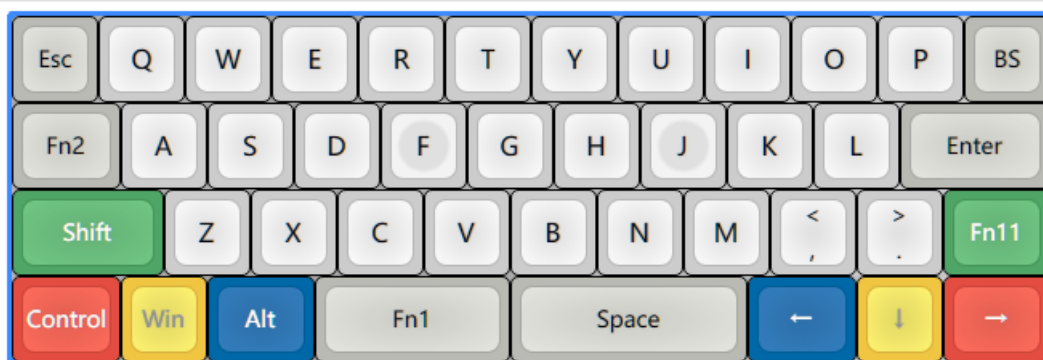 Esc Q W E R T Y U I O P BS
Fn2 A S D F G H J K L Enter
Shift Z X C V B N M < , > . Fn11
Control Win Alt Fn1 Space ← ↓ →